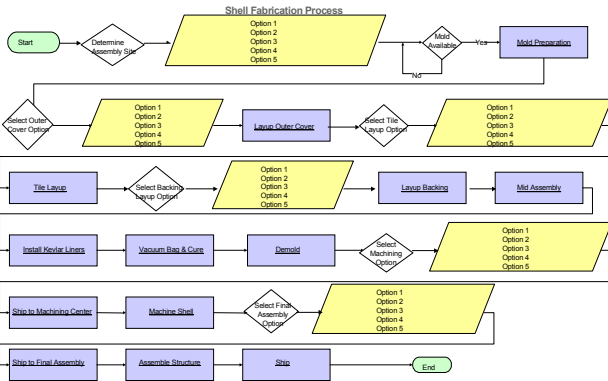 Shell Fabrication Process
Start
Determine
Assembly Site
Option 1
Option 2
Option 3
Option 4
Option 5
Mold
Available
Yes
No
Mold Preparation
Select Outer
Cover Option
Option 1
Option 2
Option 3
Option 4
Option 5
Layup Outer Cover
Select Tile
Layup Option
Option 1
Option 2
Option 3
Option 4
Option 5
Tile Layup
Select Backing
Layup Option
Option 1
Option 2
Option 3
Option 4
Option 5
Layup Backing
Mid Assembly
Install Kevlar Liners
Vacuum Bag & Cure
Demold
Select
Machining
Option
Option 1
Option 2
Option 3
Option 4
Option 5
Ship to Machining Center
Machine Shell
Select Final
Assembly
Option
Option 1
Option 2
Option 3
Option 4
Option 5
Ship to Final Assembly
Assemble Structure
Ship
End